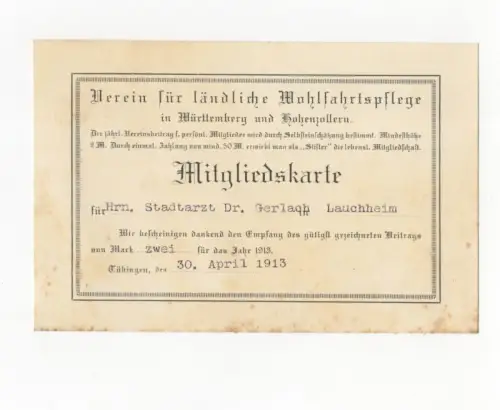 Verein für ländliche Wohlfahrtspflege
in Württemberg und Hohenzollern.
Der jährl. Vereinsbeitrag f. persönl. Mitglieder wird durch Selbsteinschätzung bestimmt. Mindesthöhe
2 M. Durch einmal. Zahlung von mind. 50 M. erwirbt man als „Stifter" die lebensl. Mitgliedschaft.
Mitgliedskarte
für Hrn. Stadtarzt Dr. Gerlach Lauchheim
Wir bescheinigen dankend den Empfang des gütigst gezeichneten Beitrags
von Mark zwei für das Jahr 1913.
Tübingen, den 30. April 1913